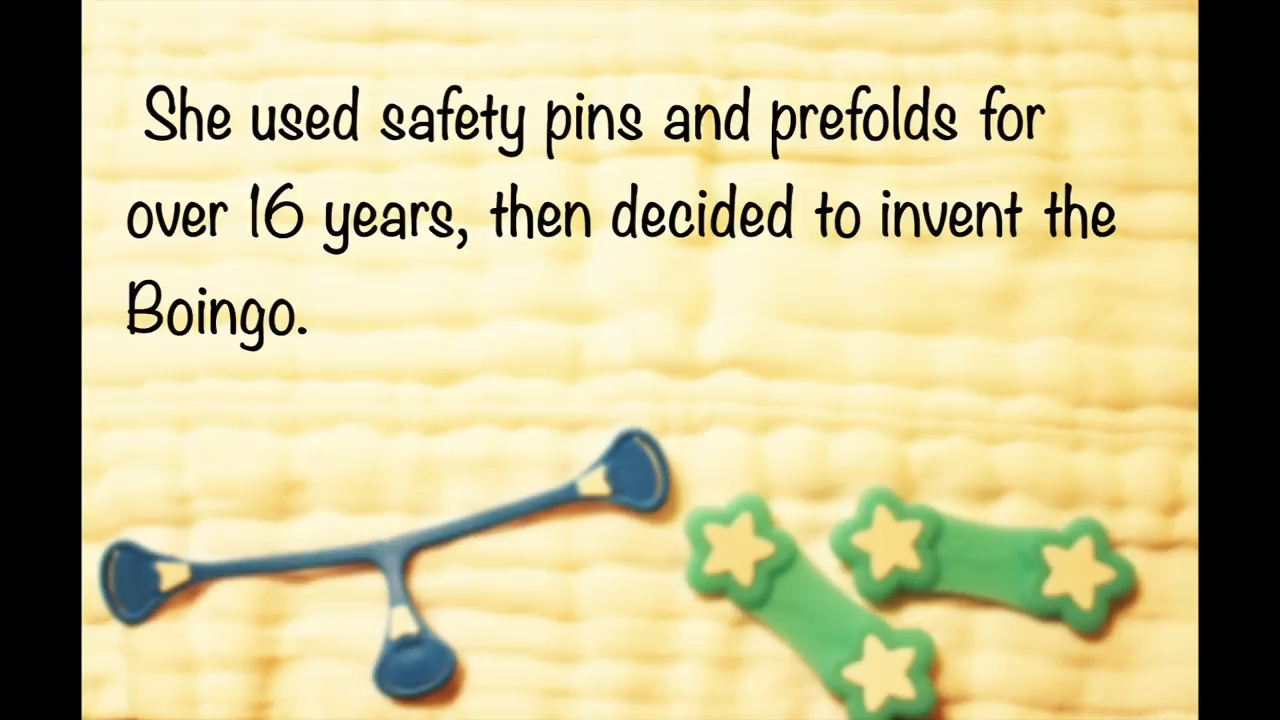 She used safety pins and prefolds for
over 16 years, then decided to invent the
Boingo.